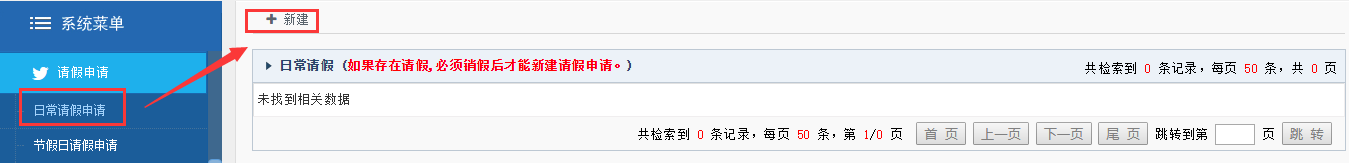 系统菜单
请假申请
日常请假申请
节假日请假申请
新建
日常请假（如果存在请假,必须销假后才能新建请假申请。）
共检索到 0 条记录，每页 50 条，共 0 页
未找到相关数据
共检索到 0 条记录，每页 50 条，第 1/0 页 首 页 上一页 下一页 尾 页 跳转到第 页 跳 转